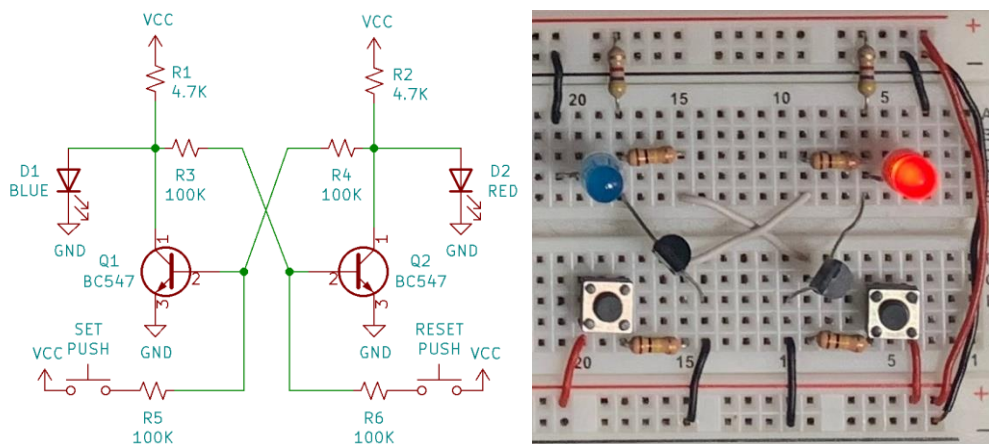 VCC
VCC
R1
4.7K
R2
4.7K
R3
100K
R4
100K
D1
BLUE
D2
RED
GND
GND
1
1
Q1
BC547
2
2
Q2
BC547
3
3
GND
GND
SET
PUSH
RESET
PUSH
VCC
VCC
R5
100K
R6
100K
+
−
20
15
10
5
20
15
5
1
+
−